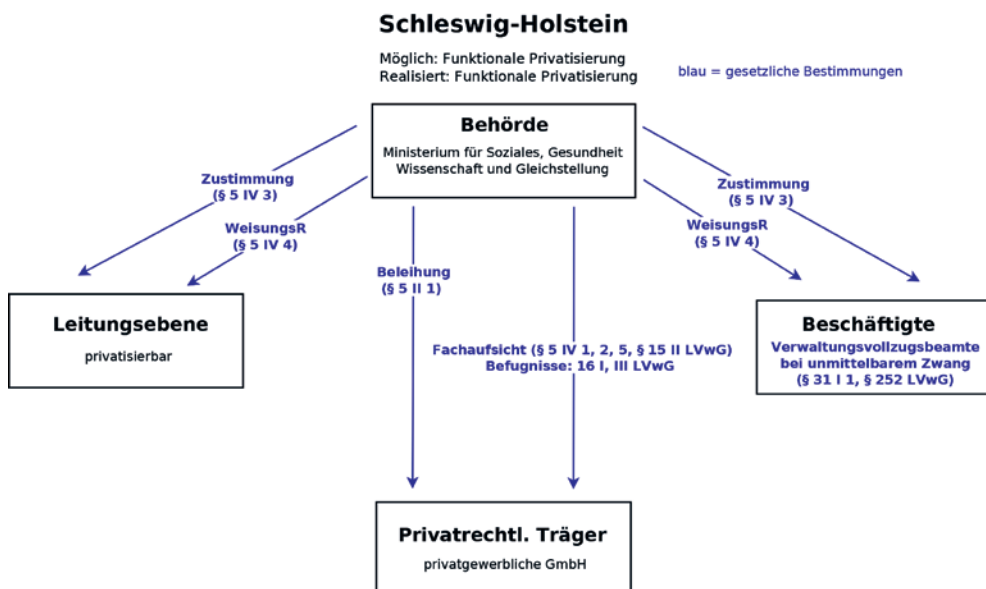 Schleswig-Holstein
Möglich: Funktionale Privatisierung
Realisiert: Funktionale Privatisierung
blau = gesetzliche Bestimmungen
Behörde
Ministerium für Soziales, Gesundheit
Wissenschaft und Gleichstellung
Zustimmung
(§ 5 IV 3)
WeisungsR
(§ 5 IV 4)
Zustimmung
(§ 5 IV 3)
WeisungsR
(§ 5 IV 4)
Beleihung
(§ 5 II 1)
Leitungsebene
privatisierbar
Fachaufsicht (§ 5 IV 1, 2, 5, § 15 II LVwG)
Befugnisse: 16 I, III LVwG
Beschäftigte
Verwaltungsvollzugsbeamte
bei unmittelbarem Zwang
(§ 31 I 1, § 252 LVwG)
Privatrechtl. Träger
privatgewerbliche GmbH